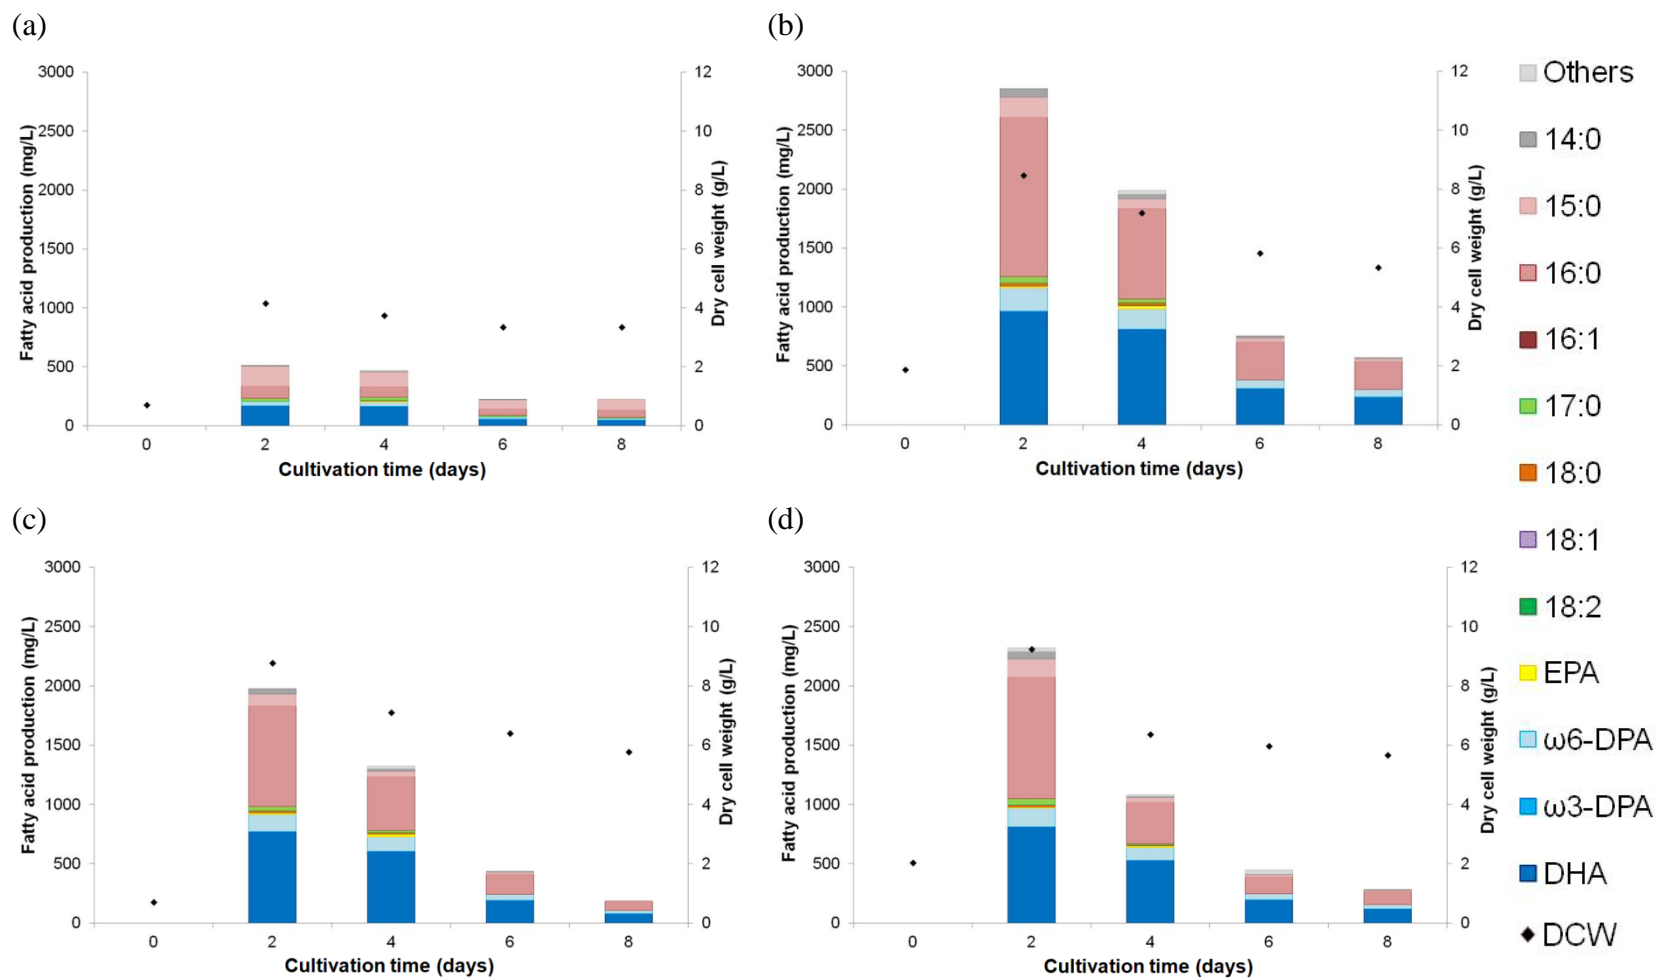 (a)
3000
2500
2000
1500
1000
500
0
Fatty acid production (mg/L)
12
10
8
6
4
2
0
Dry cell weight (g/L)
0 2 4 6 8
Cultivation time (days)
(b)
3000
2500
2000
1500
1000
500
0
Fatty acid production (mg/L)
12
10
8
6
4
2
0
Dry cell weight (g/L)
0 2 4 6 8
Cultivation time (days)
(c)
3000
2500
2000
1500
1000
500
0
Fatty acid production (mg/L)
12
10
8
6
4
2
0
Dry cell weight (g/L)
0 2 4 6 8
Cultivation time (days)
(d)
3000
2500
2000
1500
1000
500
0
Fatty acid production (mg/L)
12
10
8
6
4
2
0
Dry cell weight (g/L)
0 2 4 6 8
Cultivation time (days)
Others
14:0
15:0
16:0
16:1
17:0
18:0
18:1
18:2
EPA
ω6-DPA
ω3-DPA
DHA
DCW